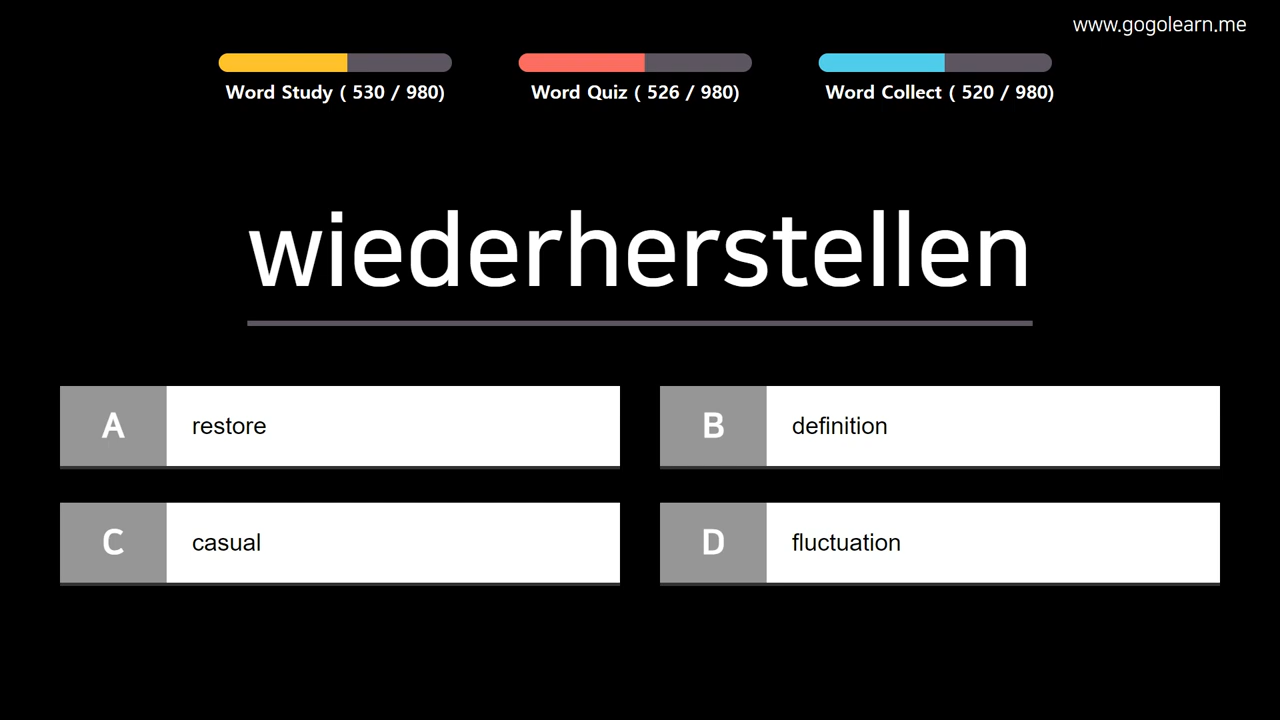 www.gogolearn.me
Word Study ( 530 / 980)
Word Quiz ( 526 / 980)
Word Collect ( 520 / 980)
wiederherstellen
A restore
B definition
C casual
D fluctuation